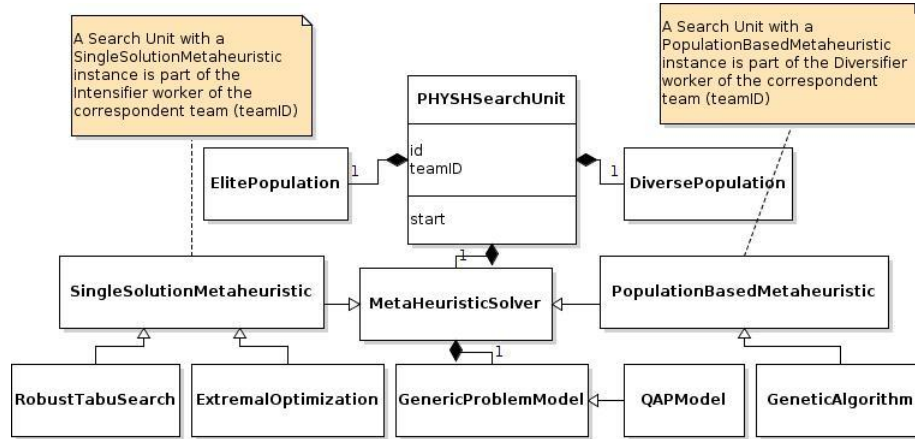 A Search Unit with a
SingleSolutionMetaheuristic
instance is part of the
Intensifier worker of the
correspondent team (teamID)
A Search Unit with a
PopulationBasedMetaheuristic
instance is part of the Diversifier
worker of the correspondent
team (teamID)
PHYSHSearchUnit
id
teamID
start
ElitePopulation
1
1
DiversePopulation
1
SingleSolutionMetaheuristic
MetaHeuristicSolver
PopulationBasedMetaheuristic
1
RobustTabuSearch
ExtremalOptimization
GenericProblemModel
QAPModel
GeneticAlgorithm